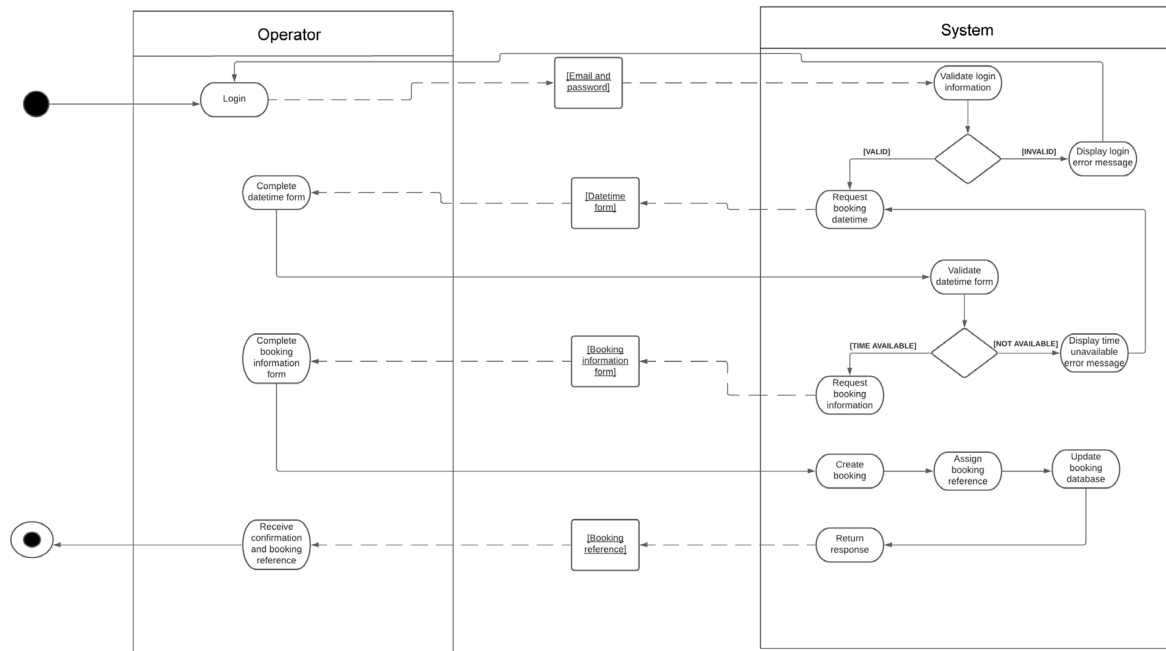 Operator
System
Login
[Email and
password]
Validate login
information
[VALID]
[INVALID]
Display login
error message
Complete
datetime form
[Datetime
form]
Request
booking
datetime
Validate
datetime form
Complete
booking
information
form
[Booking
information
form]
[TIME AVAILABLE]
[NOT AVAILABLE]
Display time
unavailable
error message
Request
booking
information
Create
booking
Assign
booking
reference
Update
booking
database
Receive
confirmation
and booking
reference
[Booking
reference]
Return
response